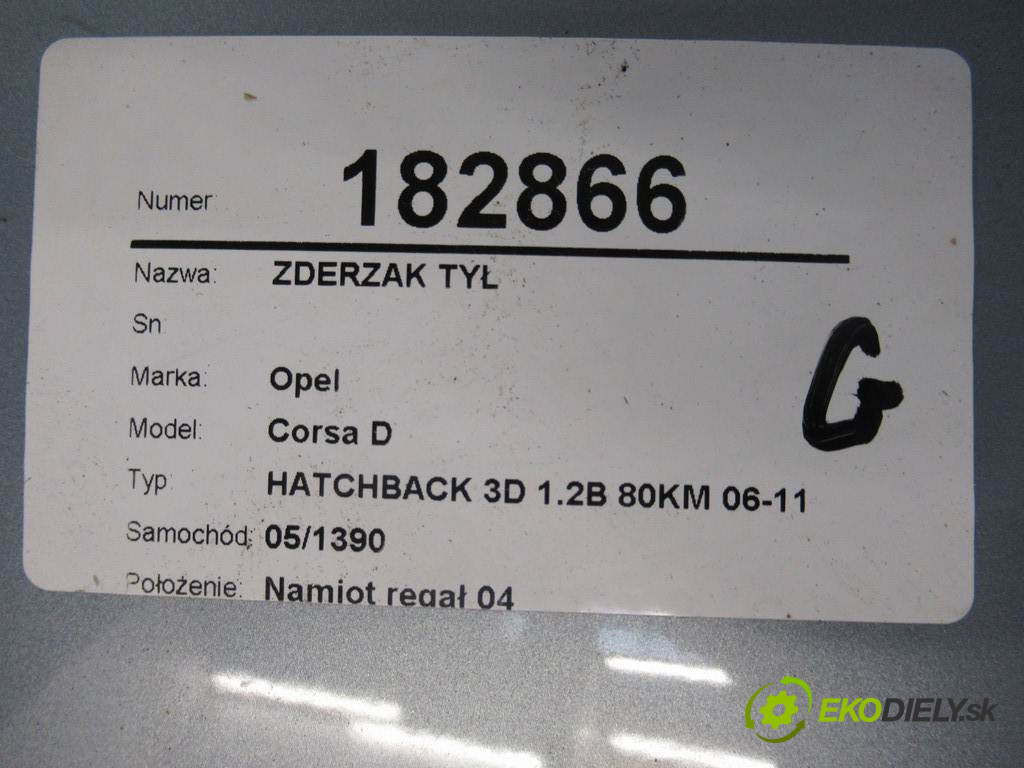 Numer: 182866
Nazwa: ZDERZAK TYŁ
Sn
Marka: Opel
Model: Corsa D
Typ HATCHBACK 3D 1.2B 80KM 06-11
Samochód: 05/1390
Położenie: Namiot regał 04
G
EKODIELY.sk